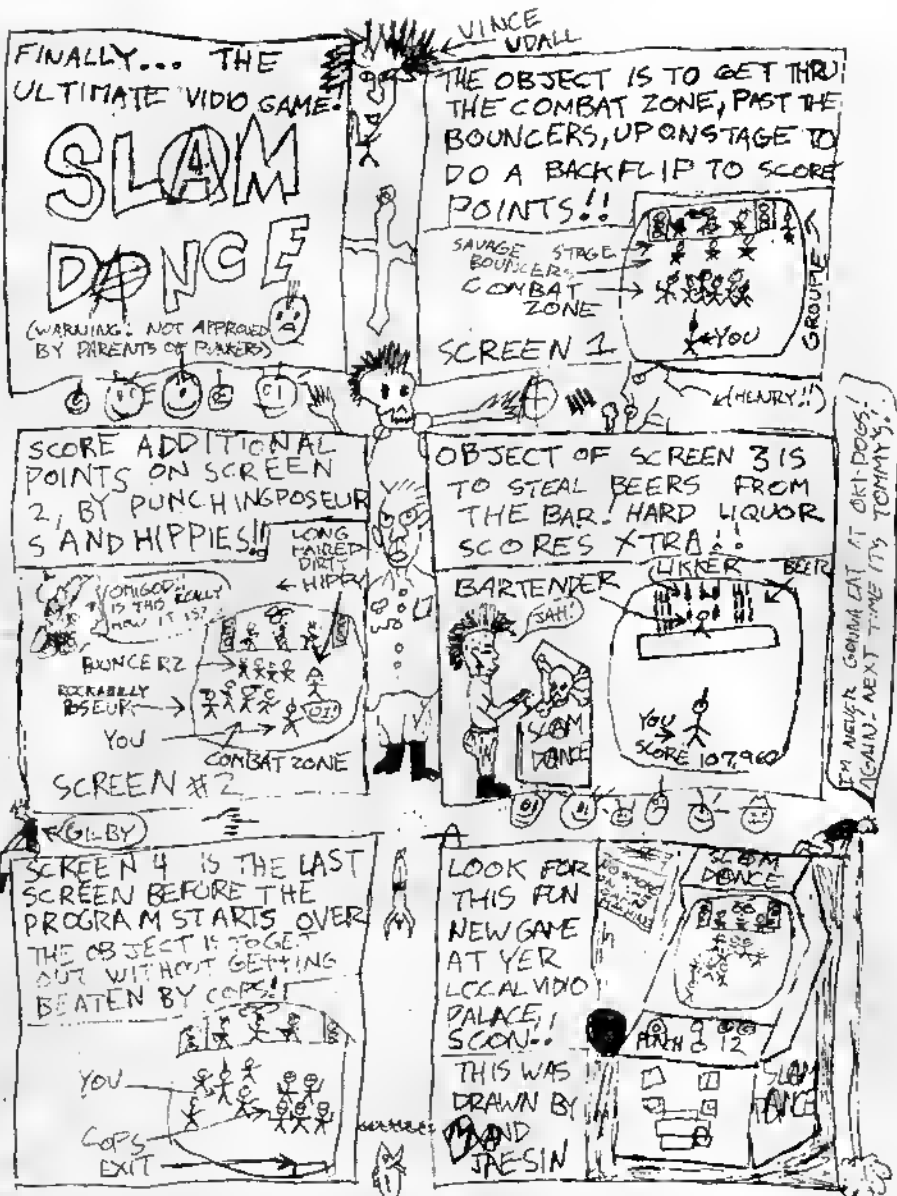 VINCE
UDALL
FINALLY... THE
ULTIMATE VIDIO GAME!
SLAM
DANCE
(WARNING: NOT APPROVED
BY PARENTS OF PUNKERS)
THE OBJECT IS TO GET THRU
THE COMBAT ZONE, PAST THE
BOUNCERS, UP ONSTAGE TO
DO A BACKFLIP TO SCORE
POINTS!!
SAVAGE
BOUNCERS
STAGE
COMBAT
ZONE
YOU
GROUPIE
SCREEN 1
(HENRY!!)
SCORE ADDITIONAL
POINTS ON SCREEN
2, BY PUNCHINGPOSEUR
S AND HIPPIES!!
LONG
HAIRED
DIRTY
HIPPY
OMIGOD!!
IS THIS REALLY
HOW IT IS?
BOUNCERZ
ROCKABILLY
POSEUR
YOU
OI!
COMBAT ZONE
SCREEN #2
OBJECT OF SCREEN 3 IS
TO STEAL BEERS FROM
THE BAR! HARD LIQUOR
SCORES XTRA!!
BARTENDER
LIKKER
BEER
JAH!
SLAM
DANCE
YOU
SCORE 107,960
I'M NEVER GONNA EAT AT OKI-DOGS!
AGAIN- NEXT TIME ITS TOMMY'S!
GILBY
SCREEN 4 IS THE LAST
SCREEN BEFORE THE
PROGRAM STARTS OVER
THE OBJECT IS TO GET
OUT WITHOUT GETTING
BEATEN BY COPS!!
YOU
COPS
EXIT
LOOK FOR
THIS FUN
NEW GAME
AT YER
LOCAL VIDIO
PALACE
SOON!!
THIS WAS
DRAWN BY
AND
JAESIN
SLAM
DANCE
12
SLAM
DANCE